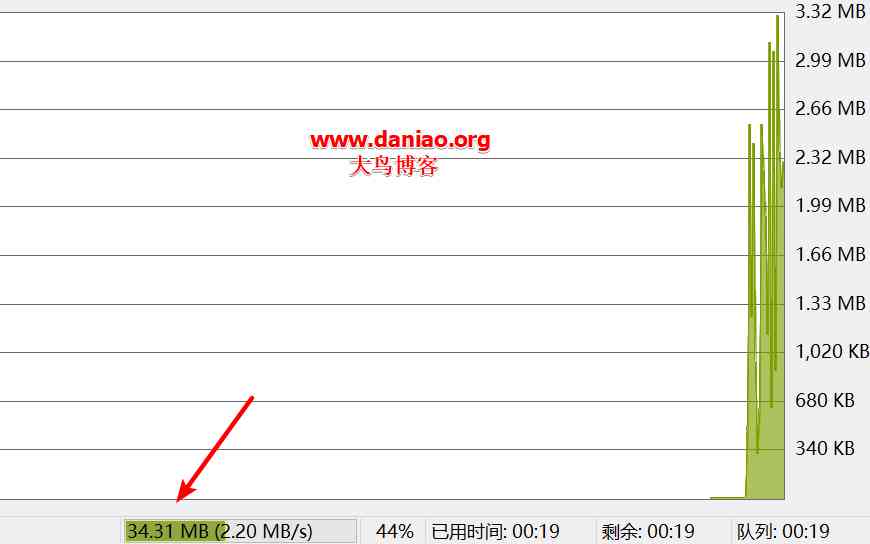 3.32 MB
2.99 MB
2.66 MB
www.daniao.org
大鸟博客
2.32 MB
1.99 MB
1.66 MB
1.33 MB
1,020 KB
680 KB
340 KB
34.31 MB (2.20 MB/s) 44% 已用时间: 00:19 剩余: 00:19 队列: 00:19